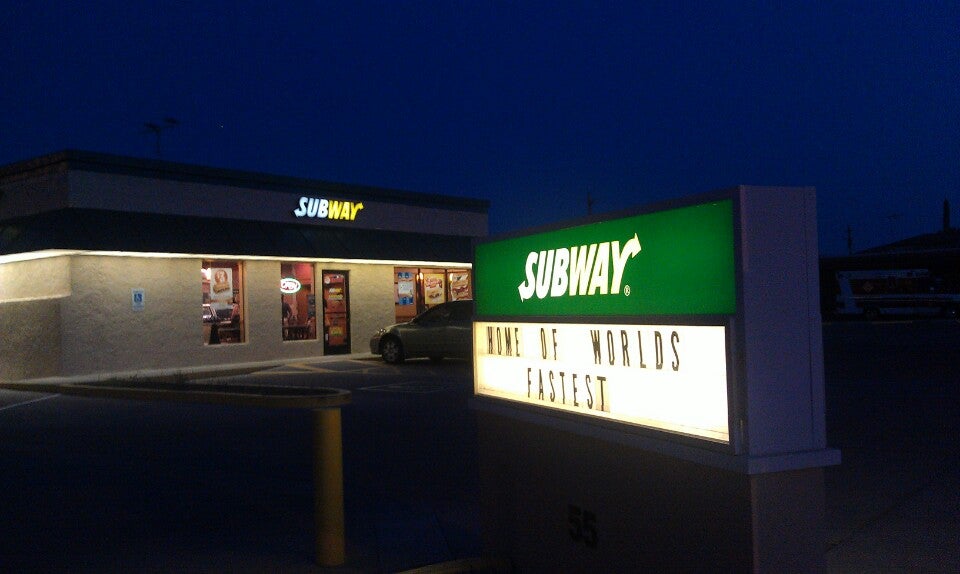 SUBWAY
SUBWAY®
HOME OF WORLDS
FASTEST
55